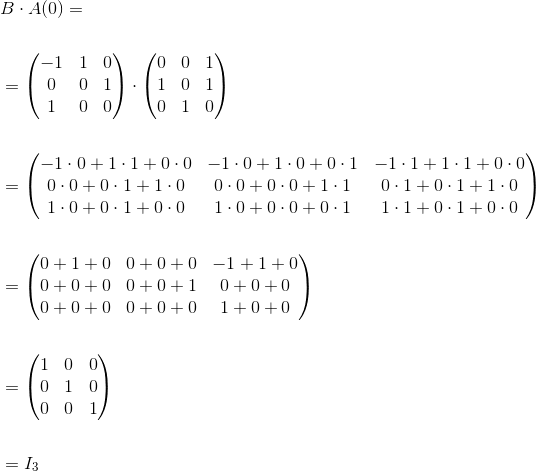 B · A(0) =
= ( −1 1 0
0 0 1
1 0 0 ) · ( 0 0 1
1 0 1
0 1 0 )
= ( −1 · 0 + 1 · 1 + 0 · 0 −1 · 0 + 1 · 0 + 0 · 1 −1 · 1 + 1 · 1 + 0 · 0
0 · 0 + 0 · 1 + 1 · 0 0 · 0 + 0 · 0 + 1 · 1 0 · 1 + 0 · 1 + 1 · 0
1 · 0 + 0 · 1 + 0 · 0 1 · 0 + 0 · 0 + 0 · 1 1 · 1 + 0 · 1 + 0 · 0 )
= ( 0 + 1 + 0 0 + 0 + 0 −1 + 1 + 0
0 + 0 + 0 0 + 0 + 1 0 + 0 + 0
0 + 0 + 0 0 + 0 + 0 1 + 0 + 0 )
= ( 1 0 0
0 1 0
0 0 1 )
= I₃